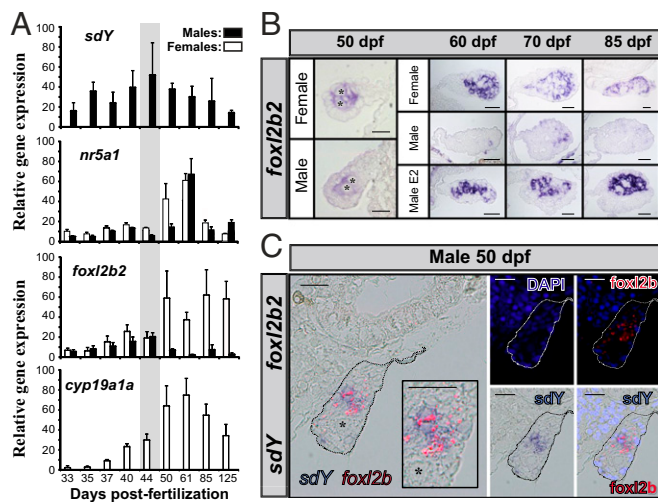 A
Males:
Females:
sdY
Relative gene expression
100
80
60
40
20
0
nr5a1
Relative gene expression
100
80
60
40
20
0
foxl2b2
Relative gene expression
100
80
60
40
20
0
cyp19a1a
Relative gene expression
100
80
60
40
20
0
33 35 37 40 44 50 61 85 125
Days post-fertilization
B
50 dpf 60 dpf 70 dpf 85 dpf
foxl2b2
Female
Male
* *
* *
Female
Male
Male E2
C
Male 50 dpf
foxl2b2
sdY
*
*
sdY foxl2b
DAPI
foxl2b
sdY
sdY
foxl2b